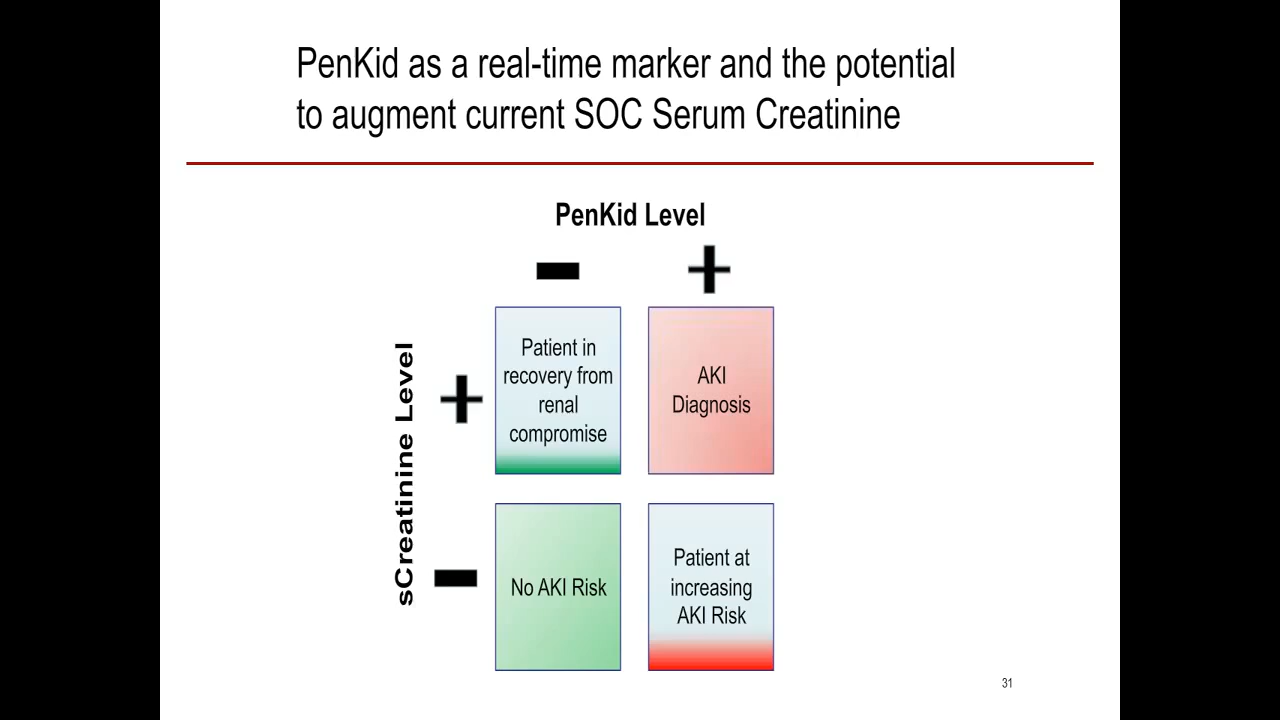 PenKid as a real-time marker and the potential
to augment current SOC Serum Creatinine
PenKid Level
- +
sCreatinine Level
+
Patient in
recovery from
renal
compromise
AKI
Diagnosis
-
No AKI Risk
Patient at
increasing
AKI Risk
31